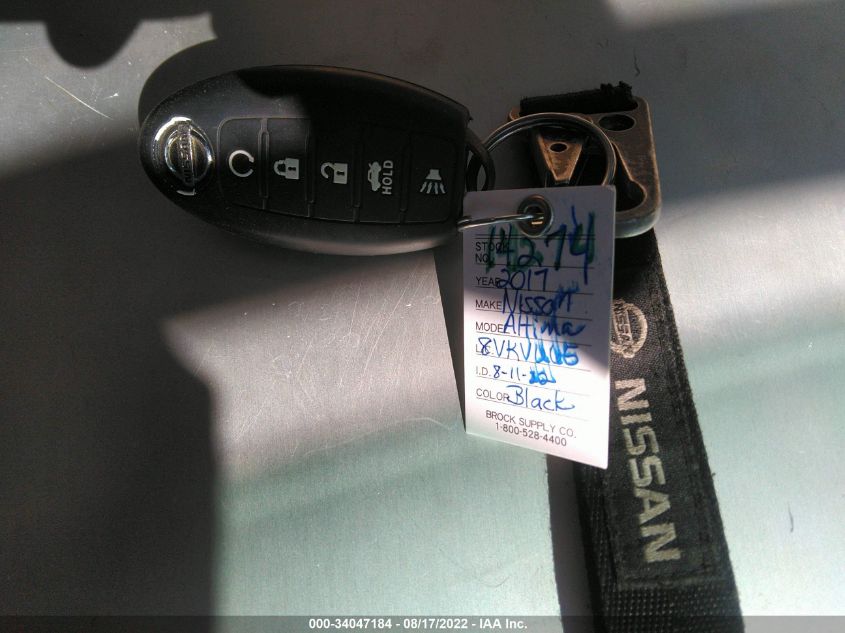 NISSAN
HOLD
STOCK NO. 14274
YEAR 2017
MAKE Nissan
MODEL Altima
I.D. 8-11-22
COLOR Black
BROCK SUPPLY CO.
1-800-528-4400
NISSAN
NISSAN
000-34047184 - 08/17/2022 - IAA Inc.